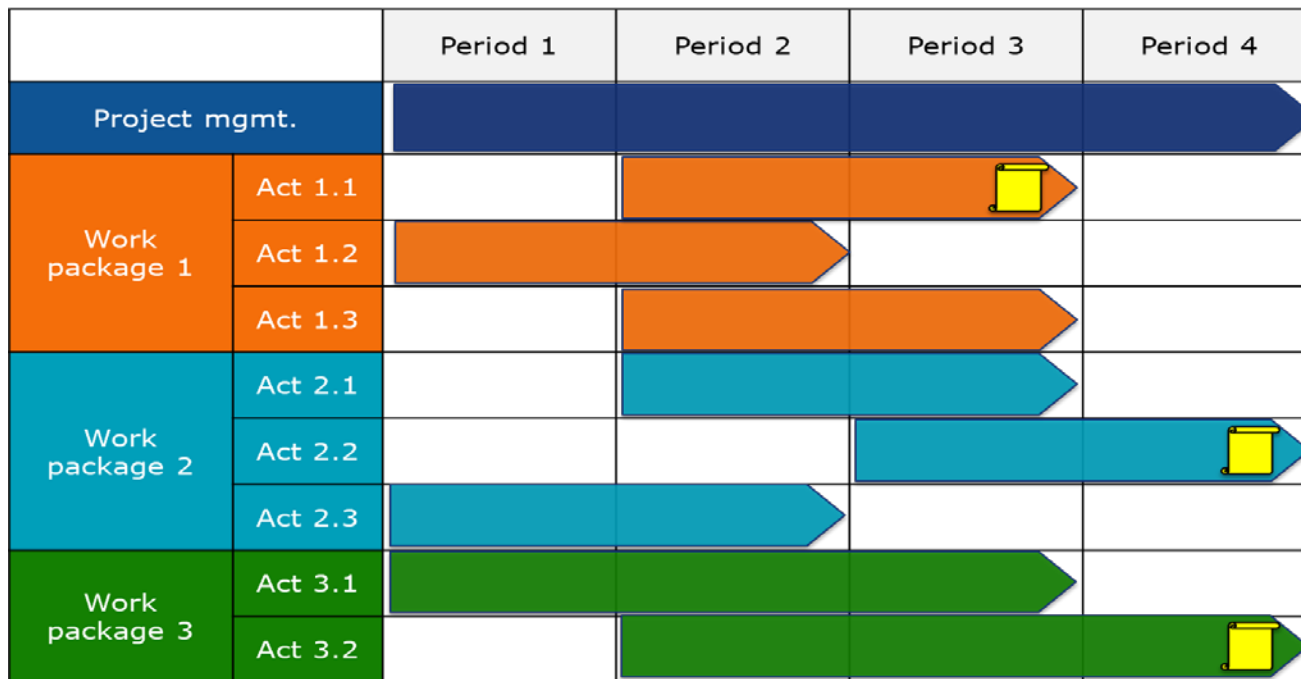 Period 1 Period 2 Period 3 Period 4
Project mgmt.
Work
package 1
Act 1.1
Act 1.2
Act 1.3
Work
package 2
Act 2.1
Act 2.2
Act 2.3
Work
package 3
Act 3.1
Act 3.2